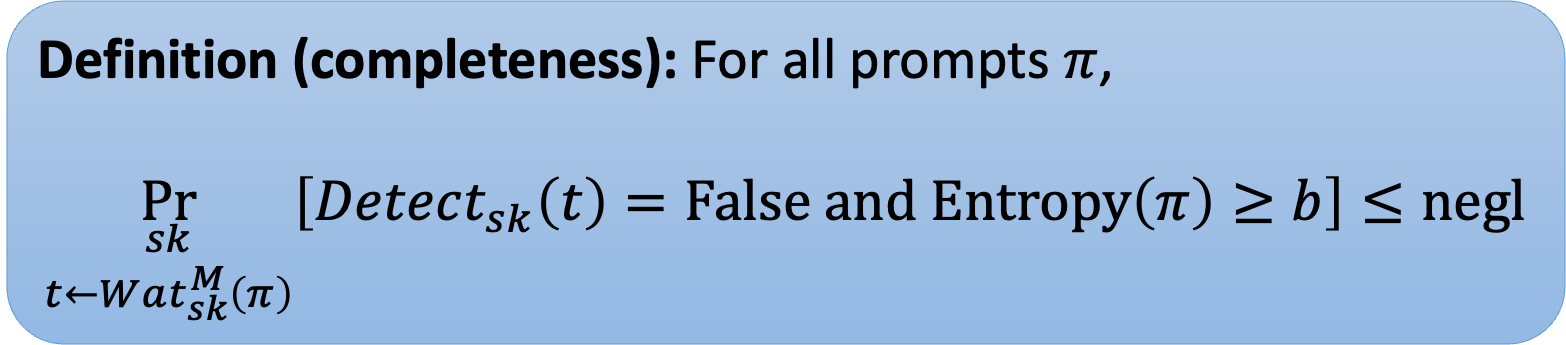 Definition (completeness): For all prompts π,
Pr [Detect_sk(t) = False and Entropy(π) ≥ b] ≤ negl
sk
t←Wat^M_sk(π)